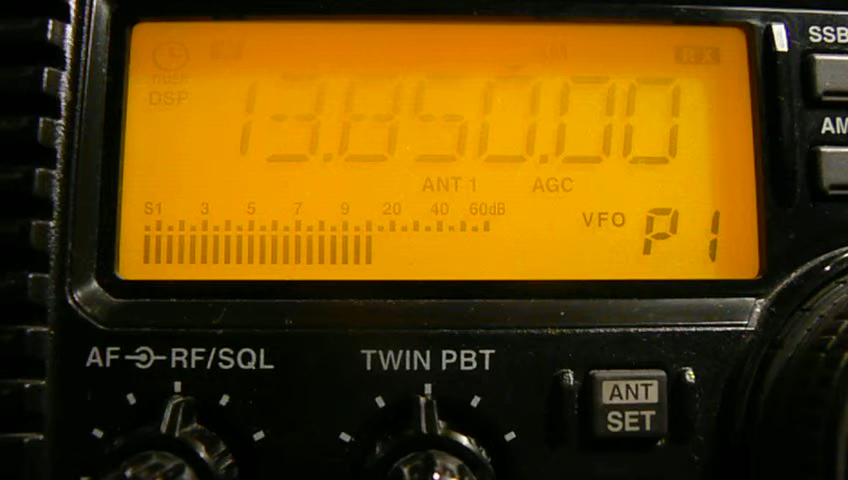 SSB
DSP
13.850.00
AM
ANT 1 AGC
S1 3 5 7 9 20 40 60dB
VFO P1
AF RF/SQL TWIN PBT
ANT
SET